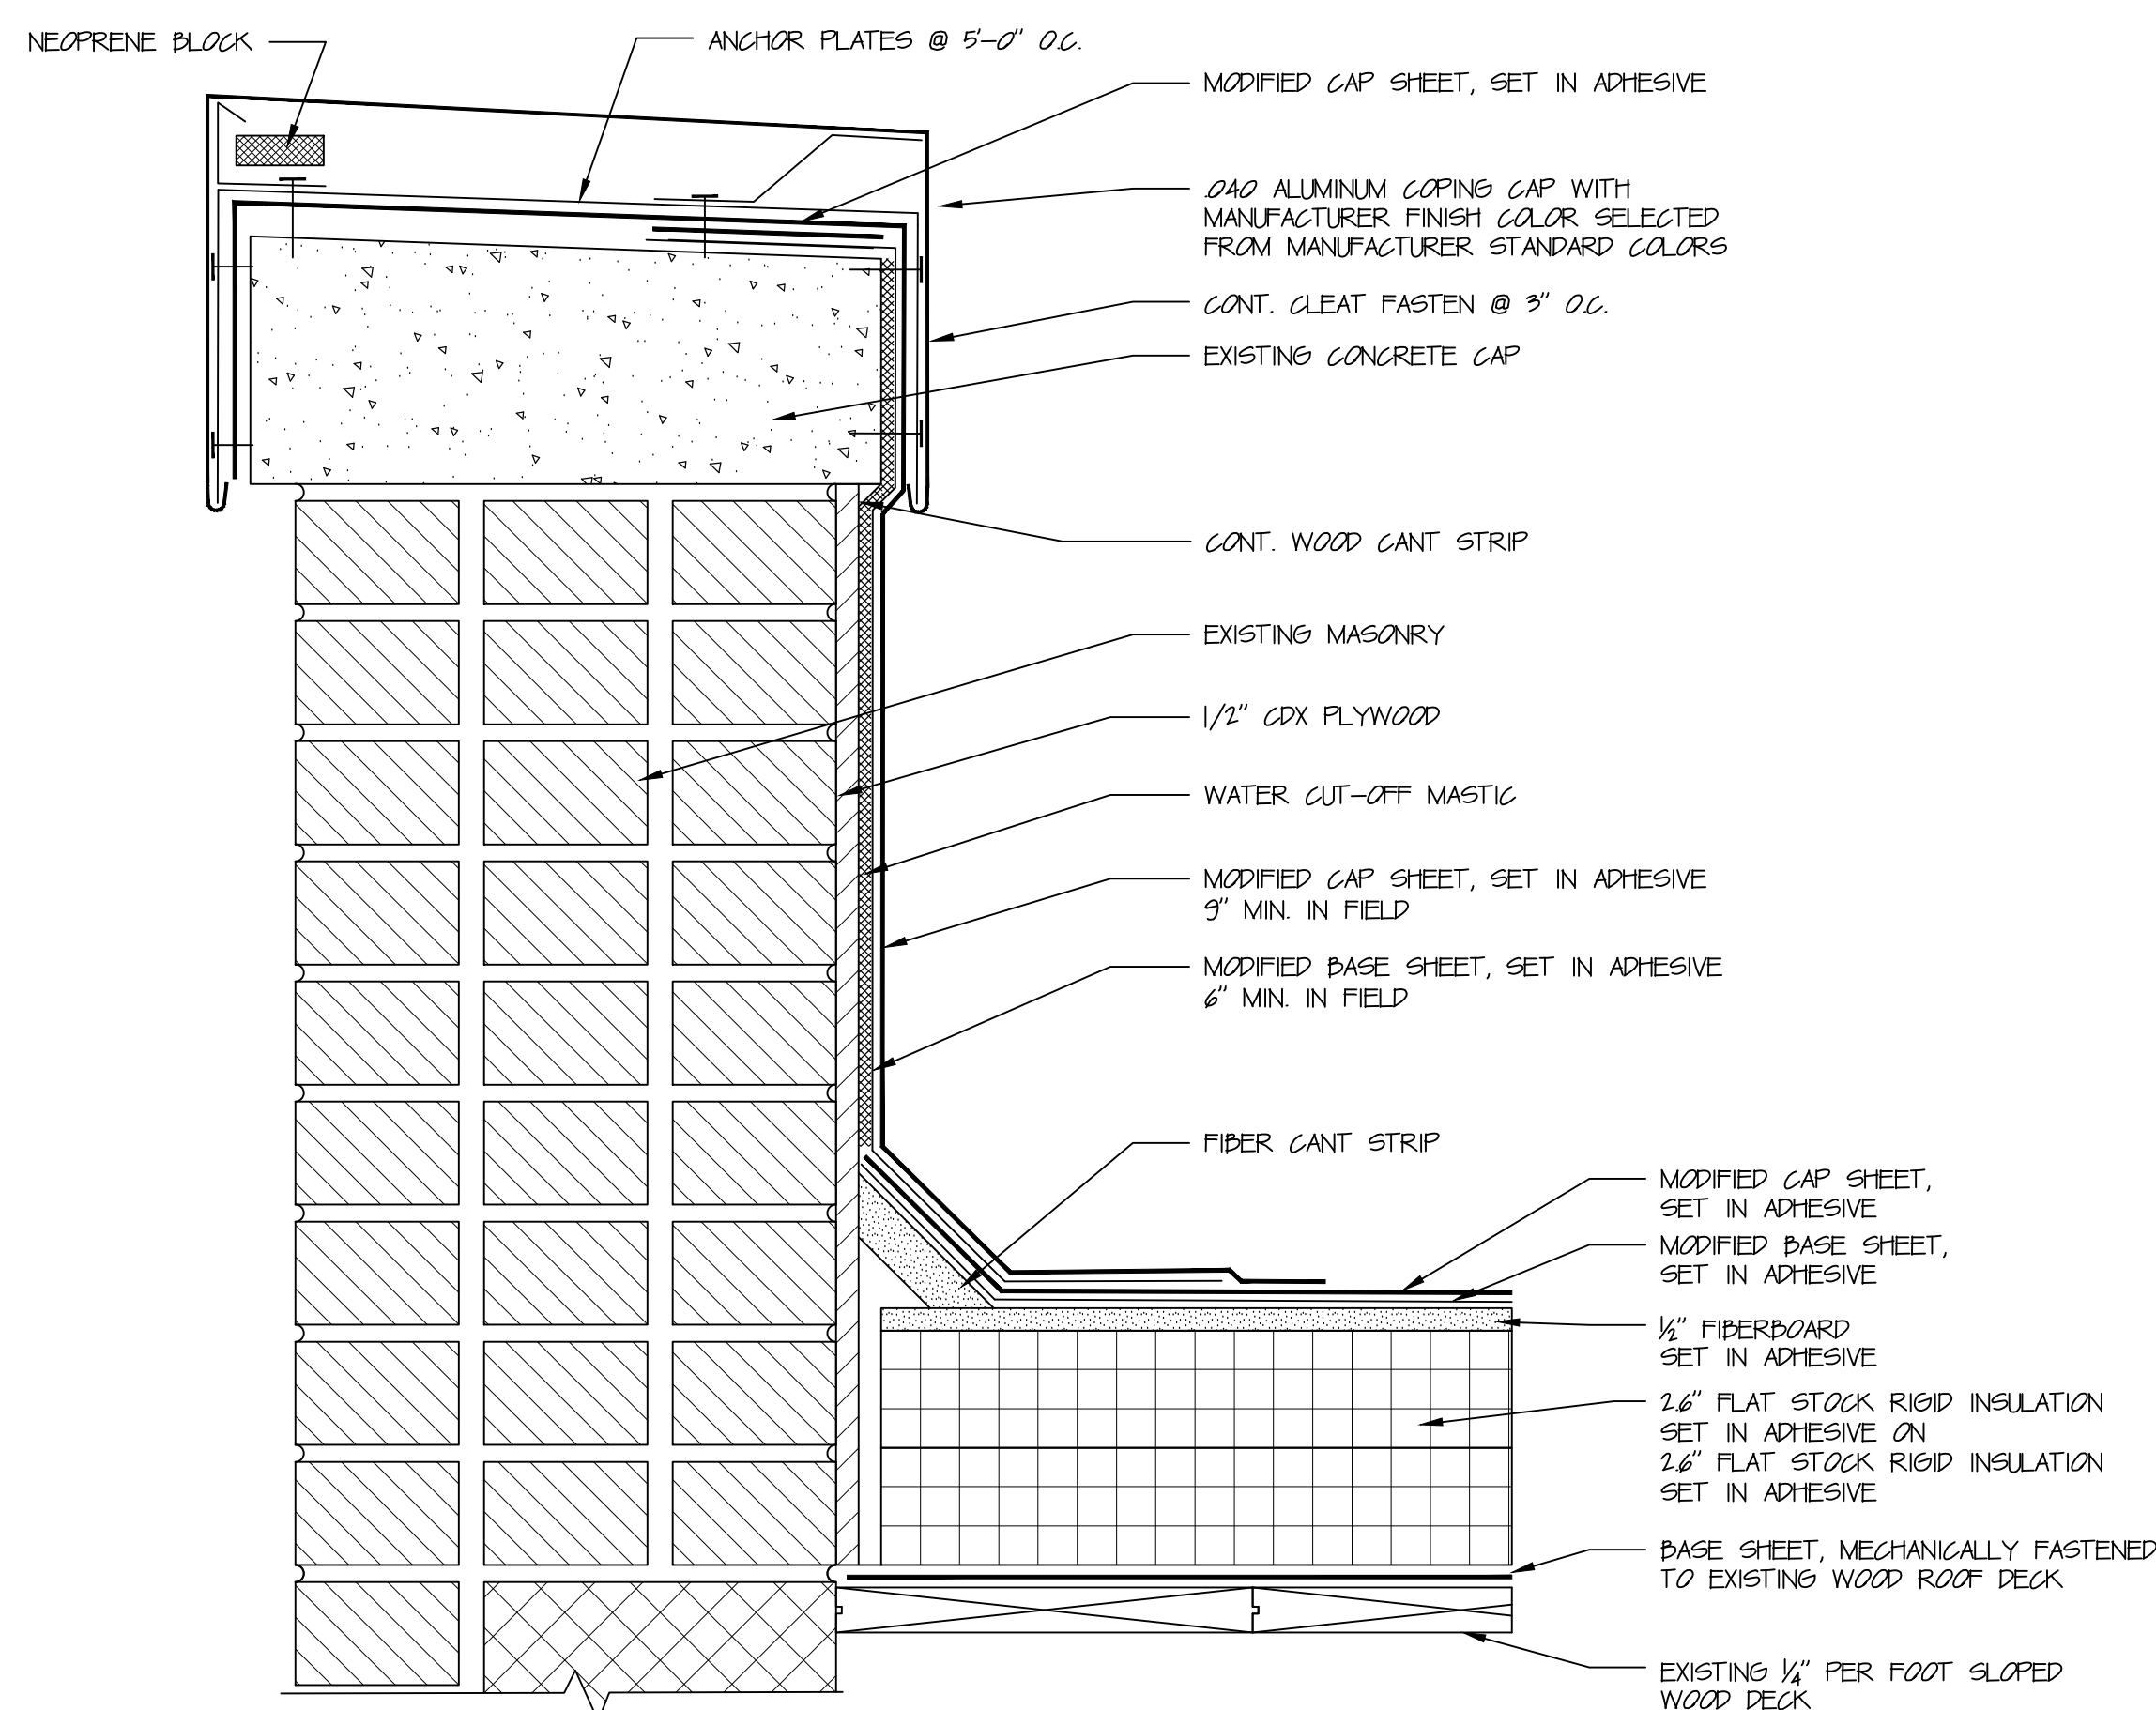 NEOPRENE BLOCK
ANCHOR PLATES @ 5'-0" O.C.
MODIFIED CAP SHEET, SET IN ADHESIVE
.040 ALUMINUM COPING CAP WITH
MANUFACTURER FINISH COLOR SELECTED
FROM MANUFACTURER STANDARD COLORS
CONT. CLEAT FASTEN @ 3" O.C.
EXISTING CONCRETE CAP
CONT. WOOD CANT STRIP
EXISTING MASONRY
1/2" CDX PLYWOOD
WATER CUT-OFF MASTIC
MODIFIED CAP SHEET, SET IN ADHESIVE
9" MIN. IN FIELD
MODIFIED BASE SHEET, SET IN ADHESIVE
6" MIN. IN FIELD
FIBER CANT STRIP
MODIFIED CAP SHEET,
SET IN ADHESIVE
MODIFIED BASE SHEET,
SET IN ADHESIVE
½" FIBERBOARD
SET IN ADHESIVE
2.6" FLAT STOCK RIGID INSULATION
SET IN ADHESIVE ON
2.6" FLAT STOCK RIGID INSULATION
SET IN ADHESIVE
BASE SHEET, MECHANICALLY FASTENED
TO EXISTING WOOD ROOF DECK
EXISTING ¼" PER FOOT SLOPED
WOOD DECK